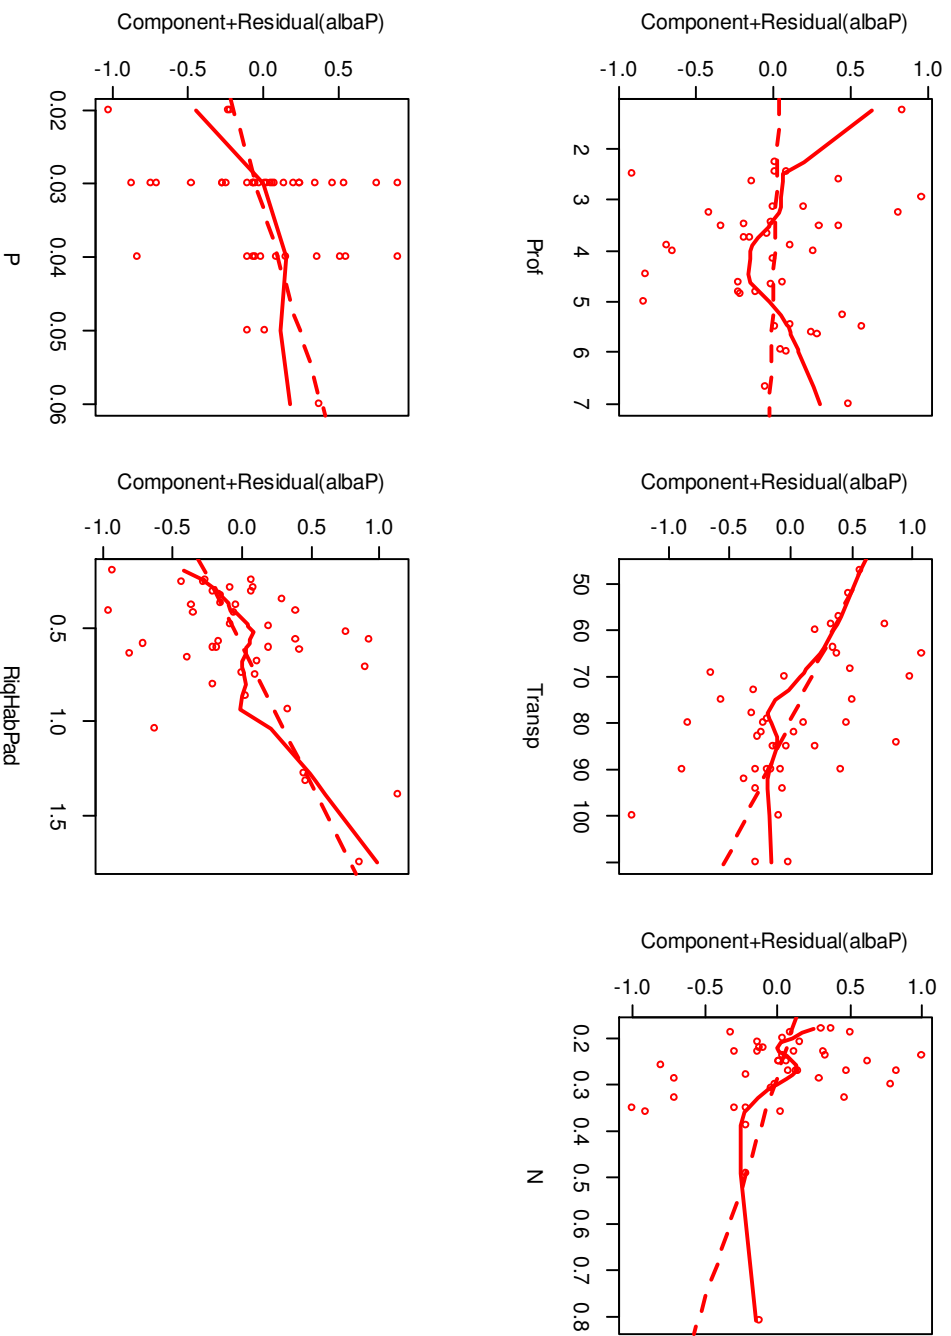 Component+Residual(albaP)
-1.0 -0.5 0.0 0.5 1.0
2 3 4 5 6 7
Prof
Component+Residual(albaP)
-1.0 -0.5 0.0 0.5 1.0
50 60 70 80 90 100
Transp
Component+Residual(albaP)
-1.0 -0.5 0.0 0.5 1.0
0.2 0.3 0.4 0.5 0.6 0.7 0.8
N
Component+Residual(albaP)
-1.0 -0.5 0.0 0.5
0.02 0.03 0.04 0.05 0.06
P
Component+Residual(albaP)
-1.0 -0.5 0.0 0.5 1.0
0.5 1.0 1.5
RiqHabPad